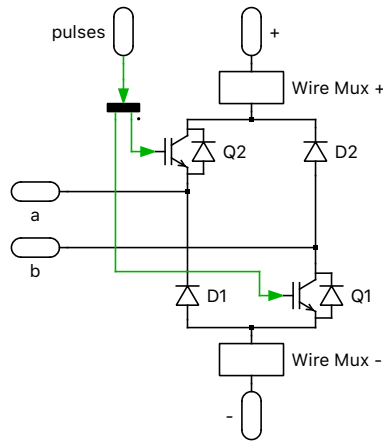 pulses
+
Wire Mux +
Q2
D2
a
b
D1
Q1
Wire Mux -
-